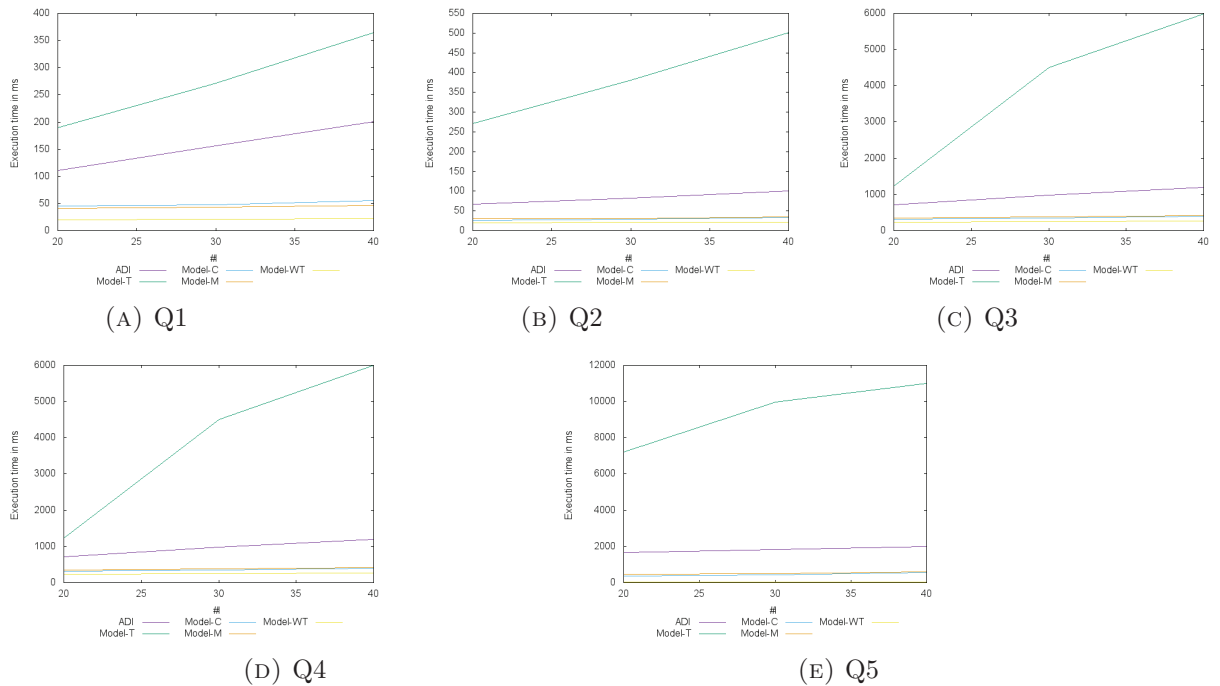 400
350
300
250
200
150
100
50
0
Execution time in ms
20 25 30 35 40
#I
ADI Model-C Model-WT
Model-T Model-M
(A) Q1
550
500
450
400
350
300
250
200
150
100
50
0
Execution time in ms
20 25 30 35 40
#I
ADI Model-C Model-WT
Model-T Model-M
(B) Q2
6000
5000
4000
3000
2000
1000
0
Execution time in ms
20 25 30 35 40
#I
ADI Model-C Model-WT
Model-T Model-M
(C) Q3
6000
5000
4000
3000
2000
1000
0
Execution time in ms
20 25 30 35 40
#I
ADI Model-C Model-WT
Model-T Model-M
(D) Q4
12000
10000
8000
6000
4000
2000
0
Execution time in ms
20 25 30 35 40
#I
ADI Model-C Model-WT
Model-T Model-M
(E) Q5